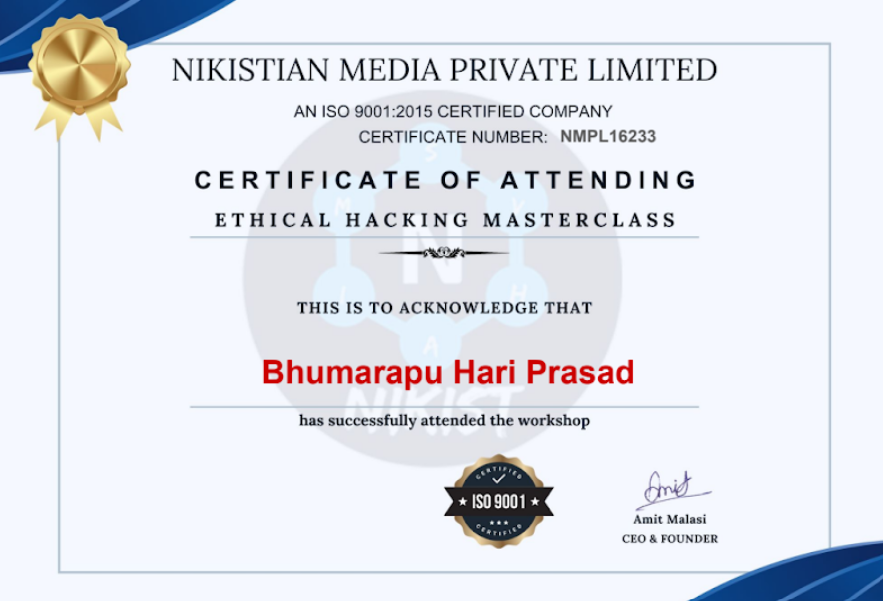 NIKISTIAN MEDIA PRIVATE LIMITED
AN ISO 9001:2015 CERTIFIED COMPANY
CERTIFICATE NUMBER: NMPL16233
CERTIFICATE OF ATTENDING
ETHICAL HACKING MASTERCLASS
THIS IS TO ACKNOWLEDGE THAT
Bhumarapu Hari Prasad
has successfully attended the workshop
S
M
Y
N
I
H
A
NIKIST
CERTIFIED
ISO 9001
CERTIFIED
Amit
Amit Malasi
CEO & FOUNDER